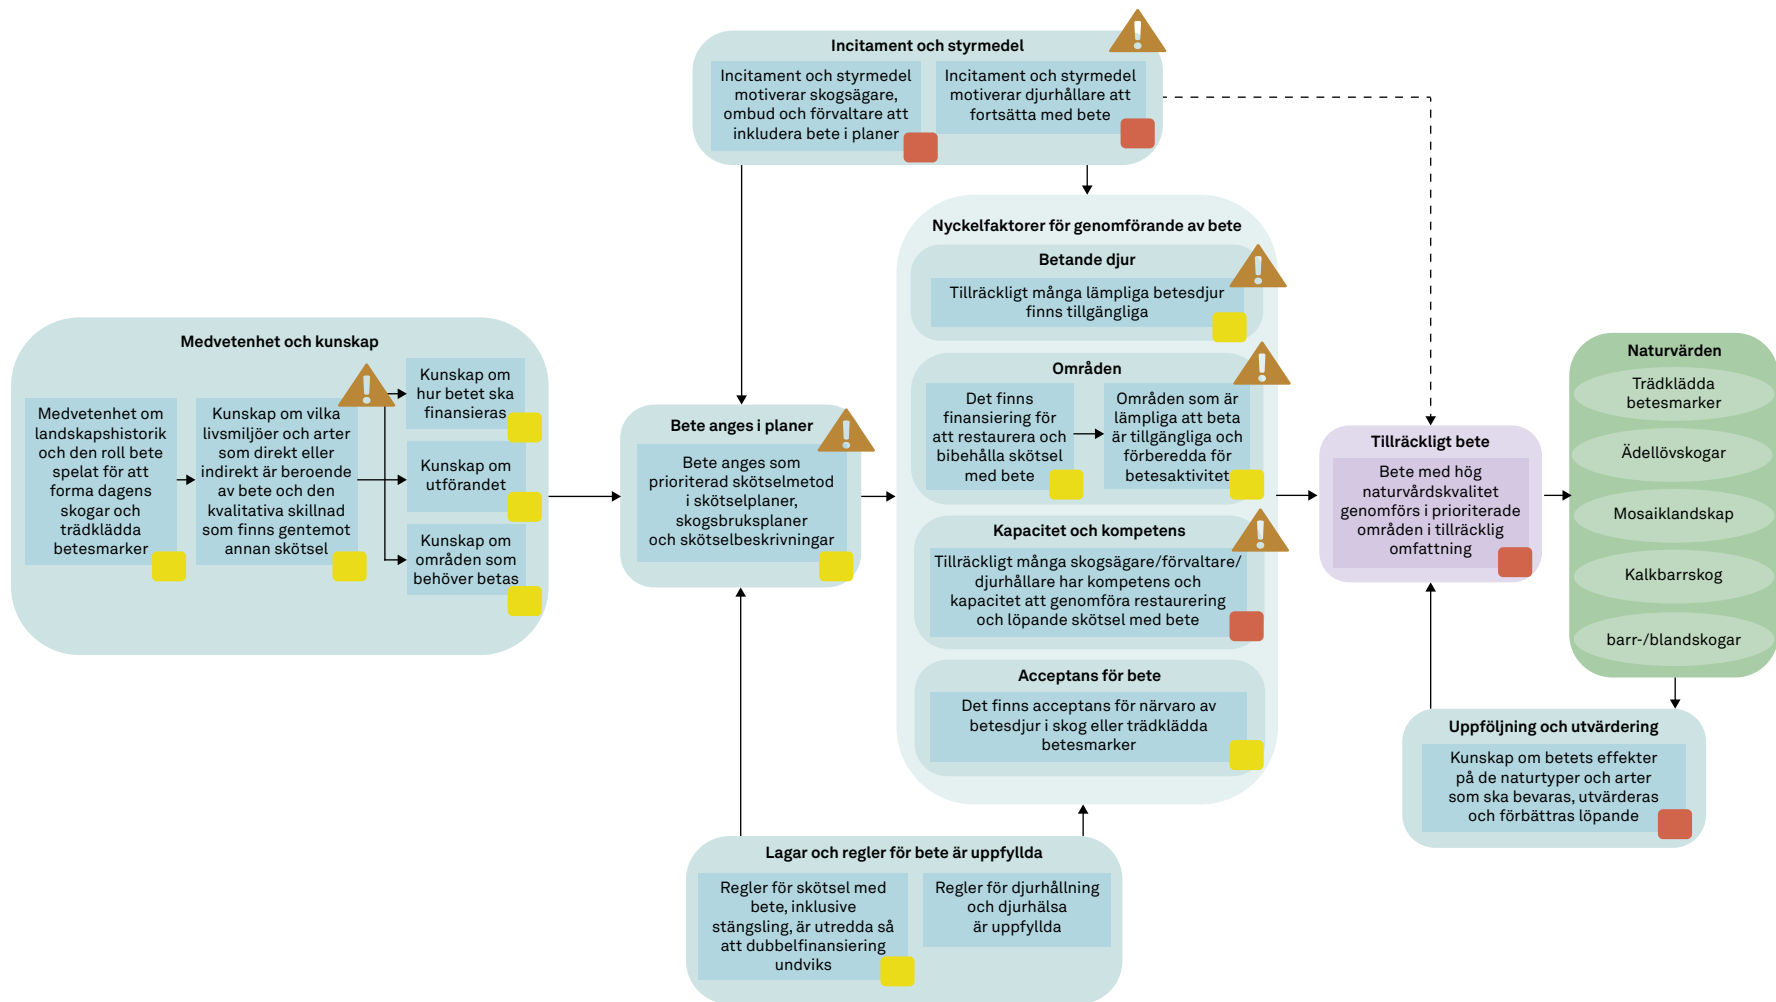 Incitament och styrmedel
Incitament och styrmedel
motiverar skogsägare,
ombud och förvaltare att
inkludera bete i planer
Incitament och styrmedel
motiverar djurhållare att
fortsätta med bete
Medvetenhet och kunskap
Medvetenhet om
landskapshistorik
och den roll bete
spelat för att
forma dagens
skogar och
trädklädda
betesmarker
Kunskap om vilka
livsmiljöer och arter
som direkt eller
indirekt är beroende
av bete och den
kvalitativa skillnad
som finns gentemot
annan skötsel
Kunskap om
hur betet ska
finansieras
Kunskap om
utförandet
Kunskap om
områden som
behöver betas
Bete anges i planer
Bete anges som
prioriterad skötselmetod
i skötselplaner,
skogsbruksplaner
och skötselbeskrivningar
Nyckelfaktorer för genomförande av bete
Betande djur
Tillräckligt många lämpliga betesdjur
finns tillgängliga
Områden
Det finns
finansiering för
att restaurera och
bibehålla skötsel
med bete
Områden som är
lämpliga att beta
är tillgängliga och
förberedda för
betesaktivitet
Kapacitet och kompetens
Tillräckligt många skogsägare/förvaltare/
djurhållare har kompetens och
kapacitet att genomföra restaurering
och löpande skötsel med bete
Acceptans för bete
Det finns acceptans för närvaro av
betesdjur i skog eller trädklädda
betesmarker
Lagar och regler för bete är uppfyllda
Regler för skötsel med
bete, inklusive
stängsling, är utredda så
att dubbelfinansiering
undviks
Regler för djurhållning
och djurhälsa
är uppfyllda
Tillräckligt bete
Bete med hög
naturvårdskvalitet
genomförs i prioriterade
områden i tillräcklig
omfattning
Naturvärden
Trädklädda
betesmarker
Ädellövskogar
Mosaiklandskap
Kalkbarrskog
barr-/blandskogar
Uppföljning och utvärdering
Kunskap om betets effekter
på de naturtyper och arter
som ska bevaras, utvärderas
och förbättras löpande